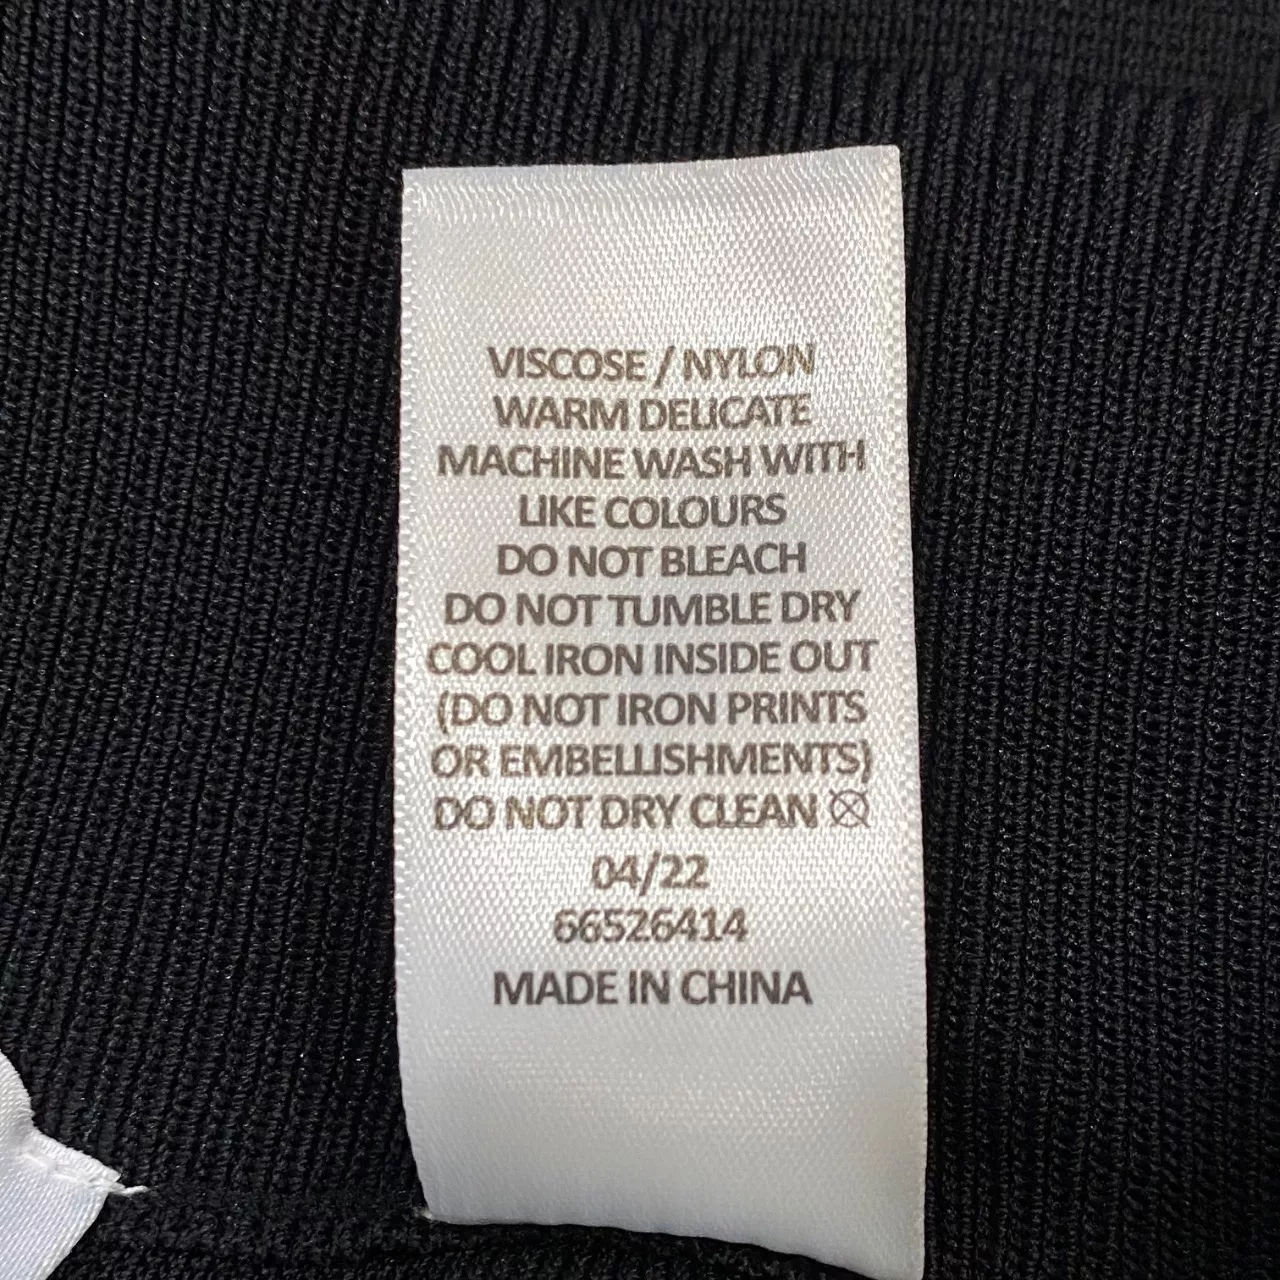 VISCOSE / NYLON
WARM DELICATE
MACHINE WASH WITH
LIKE COLOURS
DO NOT BLEACH
DO NOT TUMBLE DRY
COOL IRON INSIDE OUT
(DO NOT IRON PRINTS
OR EMBELLISHMENTS)
DO NOT DRY CLEAN
04/22
66526414
MADE IN CHINA